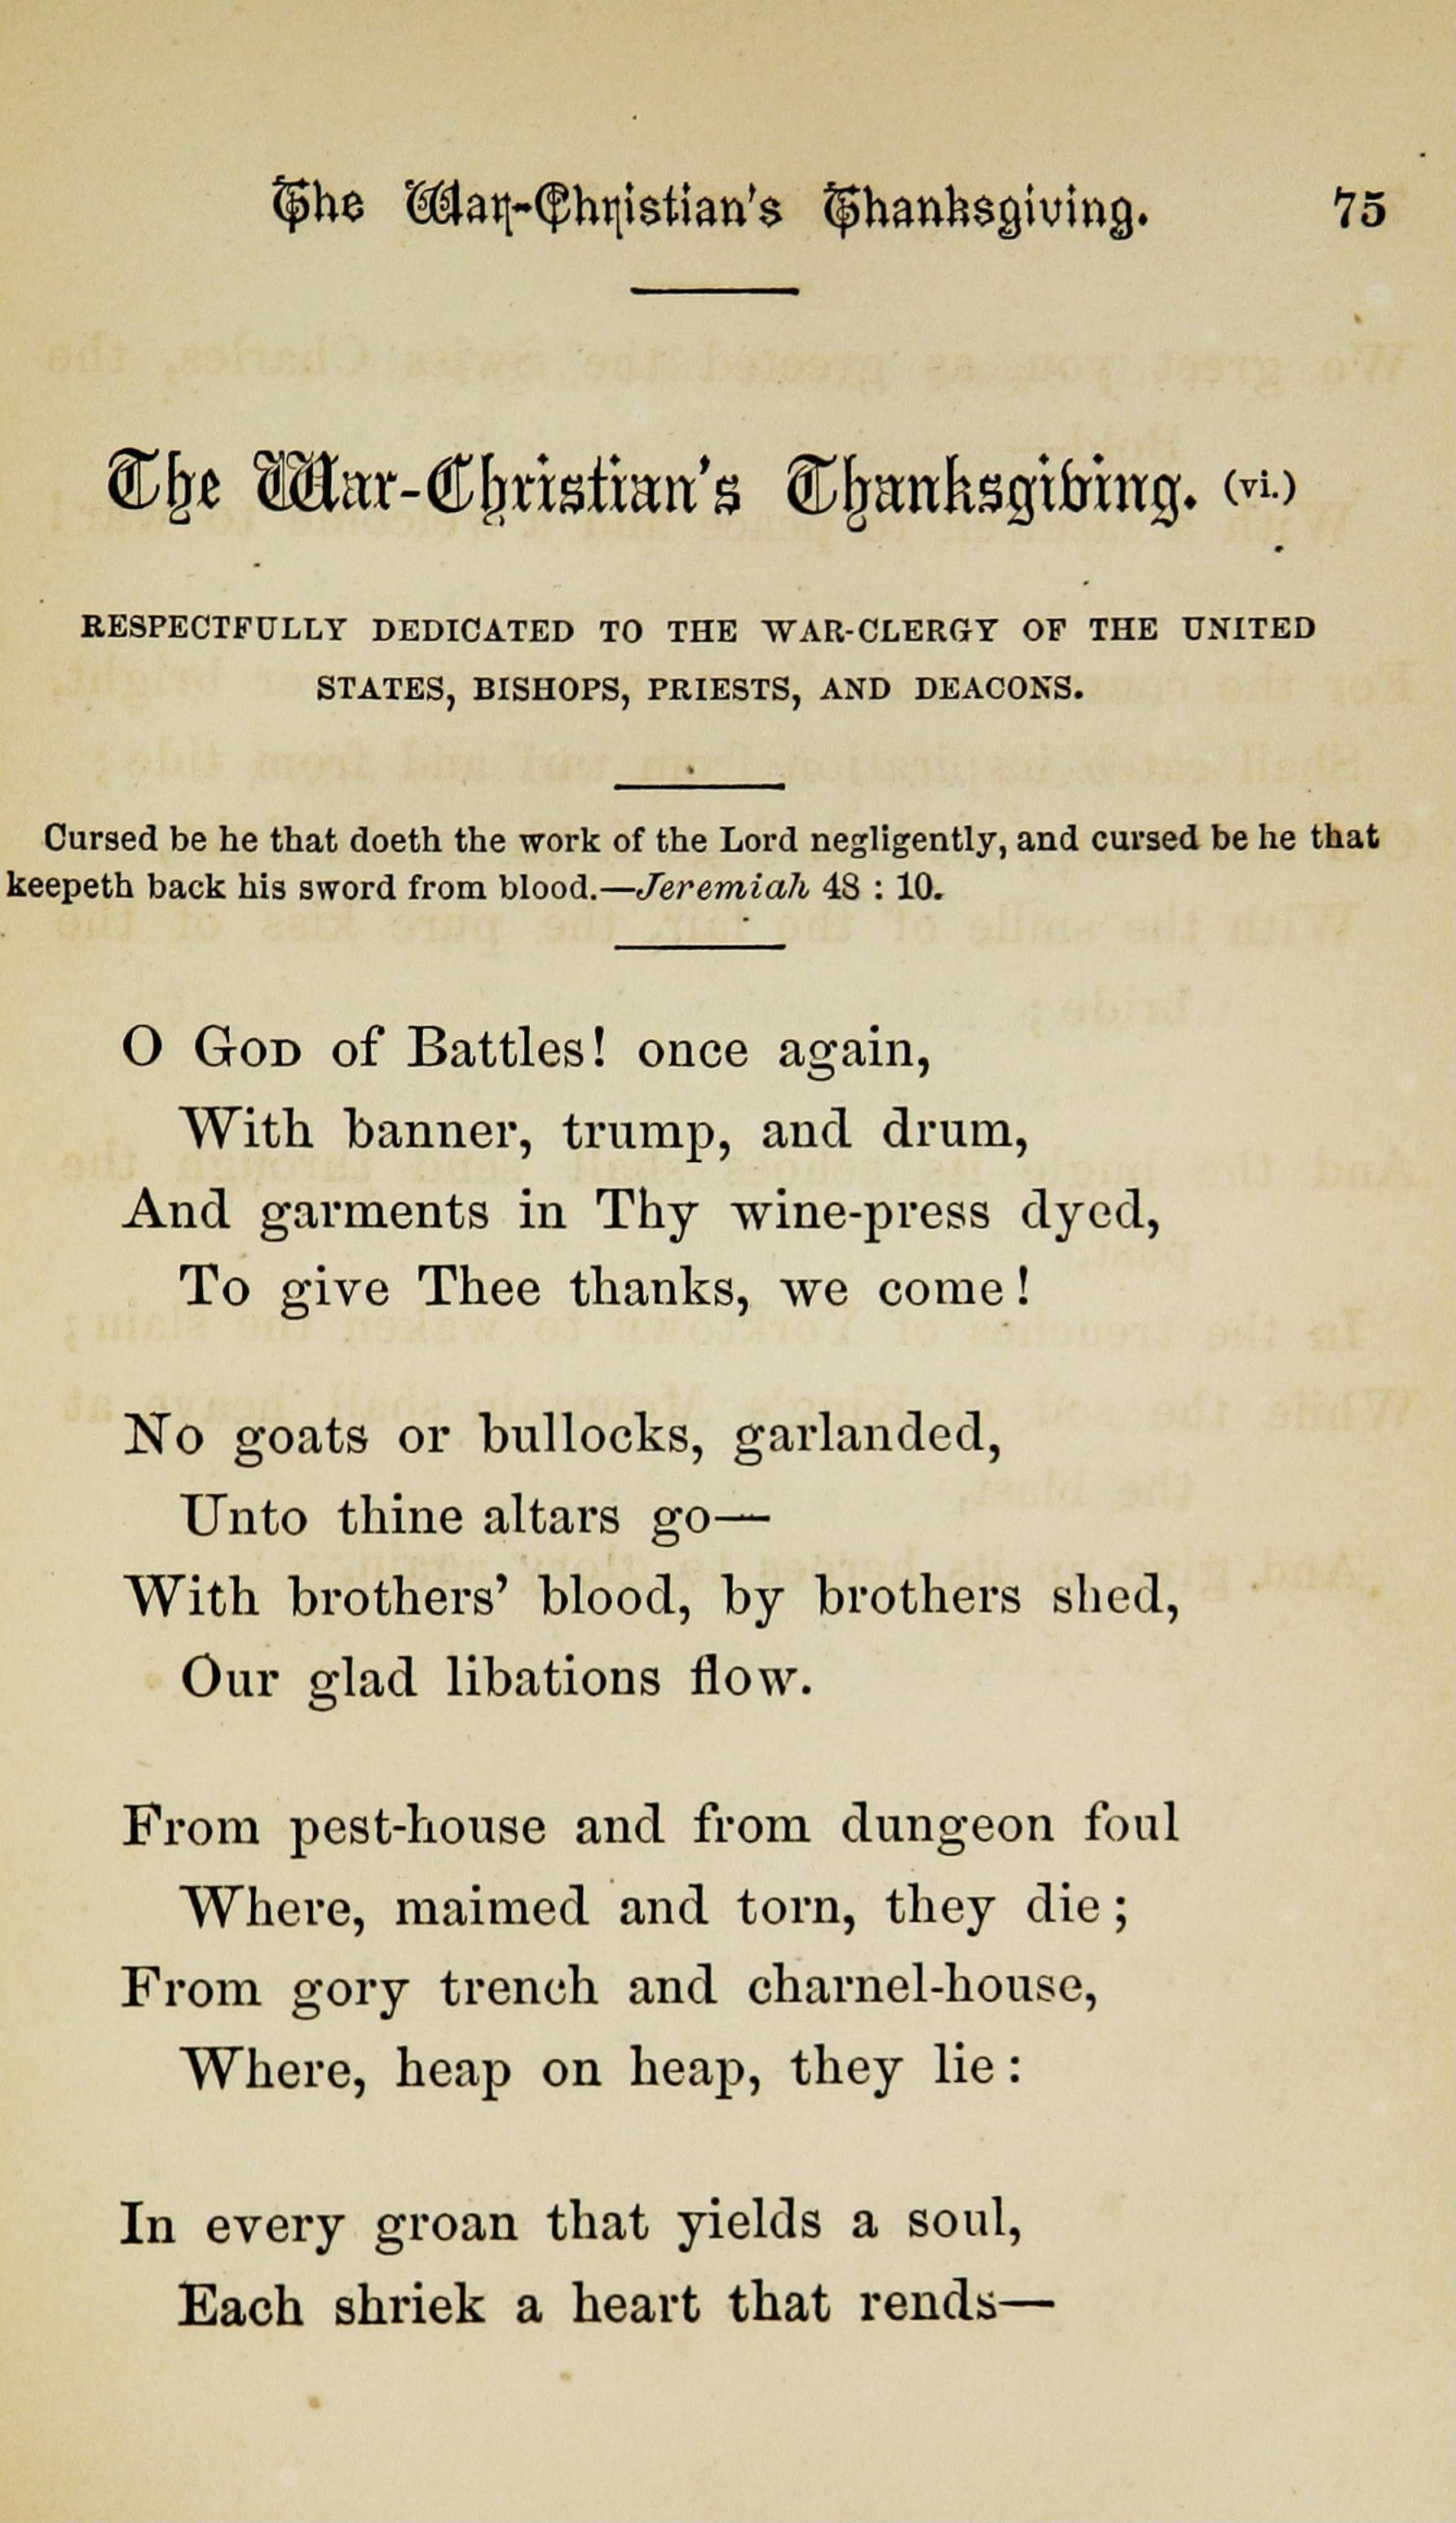 The War-Christian's Thanksgiving. 75
The War-Christian's Thanksgiving. (vi.)
RESPECTFULLY DEDICATED TO THE WAR-CLERGY OF THE UNITED
STATES, BISHOPS, PRIESTS, AND DEACONS.
Cursed be he that doeth the work of the Lord negligently, and cursed be he that
keepeth back his sword from blood.—Jeremiah 48 : 10.
O GOD of Battles! once again,
With banner, trump, and drum,
And garments in Thy wine-press dyed,
To give Thee thanks, we come!
No goats or bullocks, garlanded,
Unto thine altars go—
With brothers' blood, by brothers shed,
Our glad libations flow.
From pest-house and from dungeon foul
Where, maimed and torn, they die;
From gory trench and charnel-house,
Where, heap on heap, they lie:
In every groan that yields a soul,
Each shriek a heart that rends—